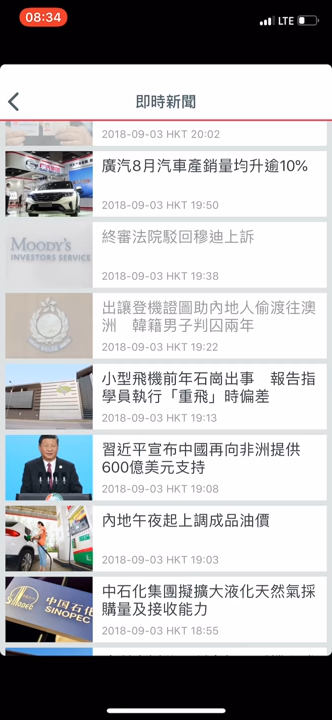 08:34
LTE
即時新聞
2018-09-03 HKT 20:02
廣汽8月汽車產銷量均升逾10%
2018-09-03 HKT 19:50
MOODY'S
INVESTORS SERVICE
終審法院駁回穆迪上訴
2018-09-03 HKT 19:38
出讓登機證圖助內地人偷渡往澳
洲　韓籍男子判囚兩年
2018-09-03 HKT 19:22
小型飛機前年石崗出事　報告指
學員執行「重飛」時偏差
2018-09-03 HKT 19:13
習近平宣布中國再向非洲提供
600億美元支持
2018-09-03 HKT 19:08
內地午夜起上調成品油價
2018-09-03 HKT 19:03
中国石化
SINOPEC
中石化集團擬擴大液化天然氣採
購量及接收能力
2018-09-03 HKT 18:55